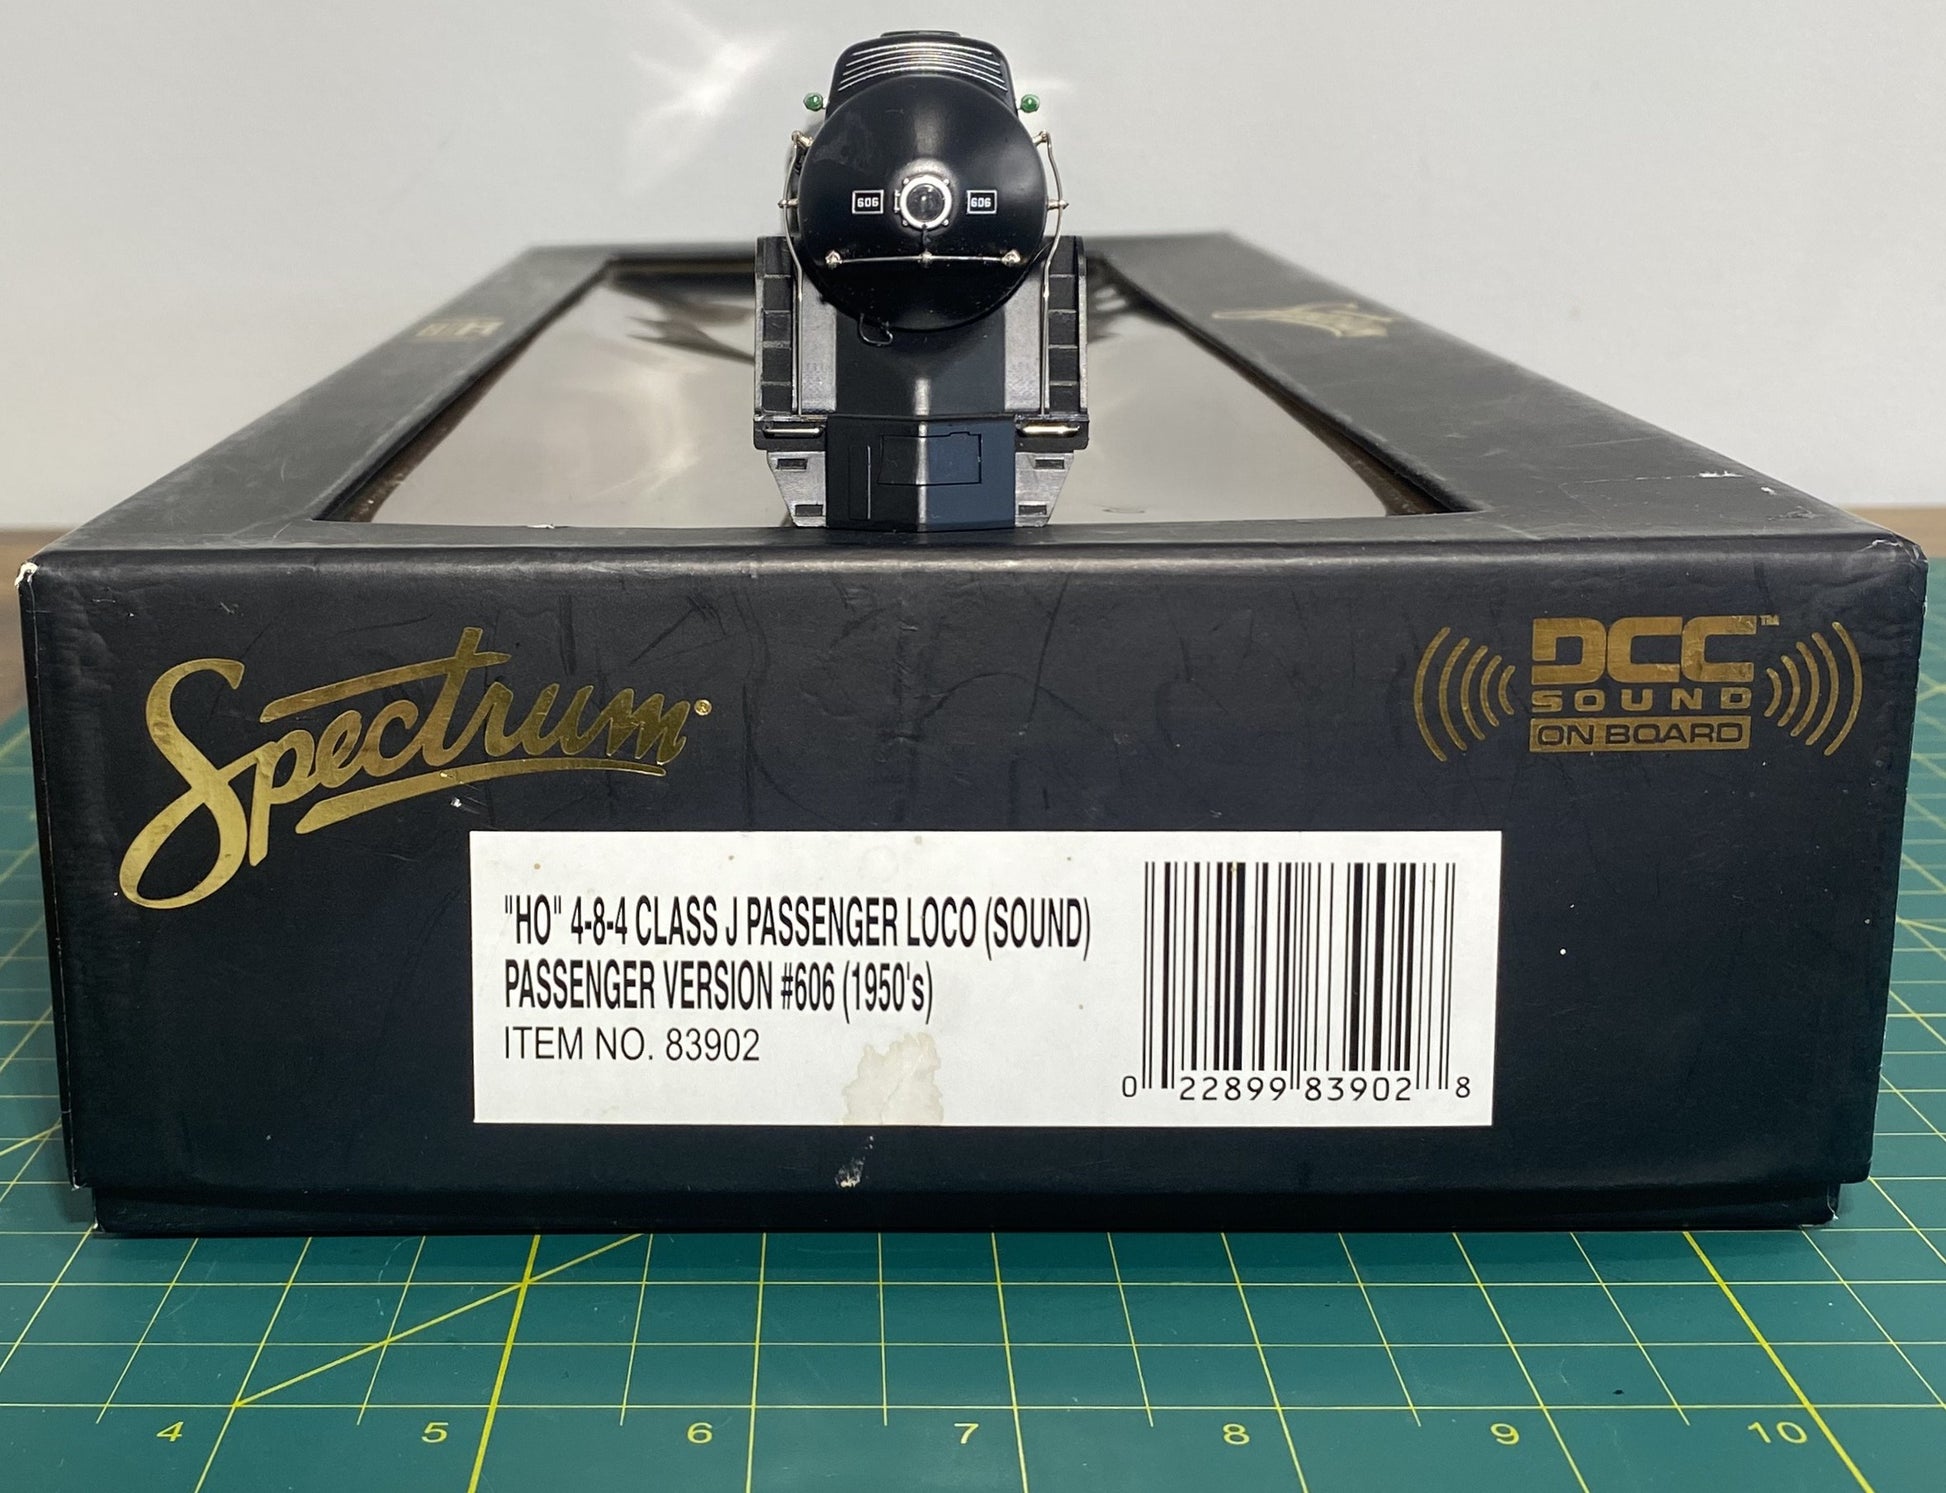 606 606
Spectrum®
DCC™
SOUND
ON BOARD
"HO" 4-8-4 CLASS J PASSENGER LOCO (SOUND)
PASSENGER VERSION #606 (1950's)
ITEM NO. 83902
0 22899 83902 8
4 5 6 7 8 9 10